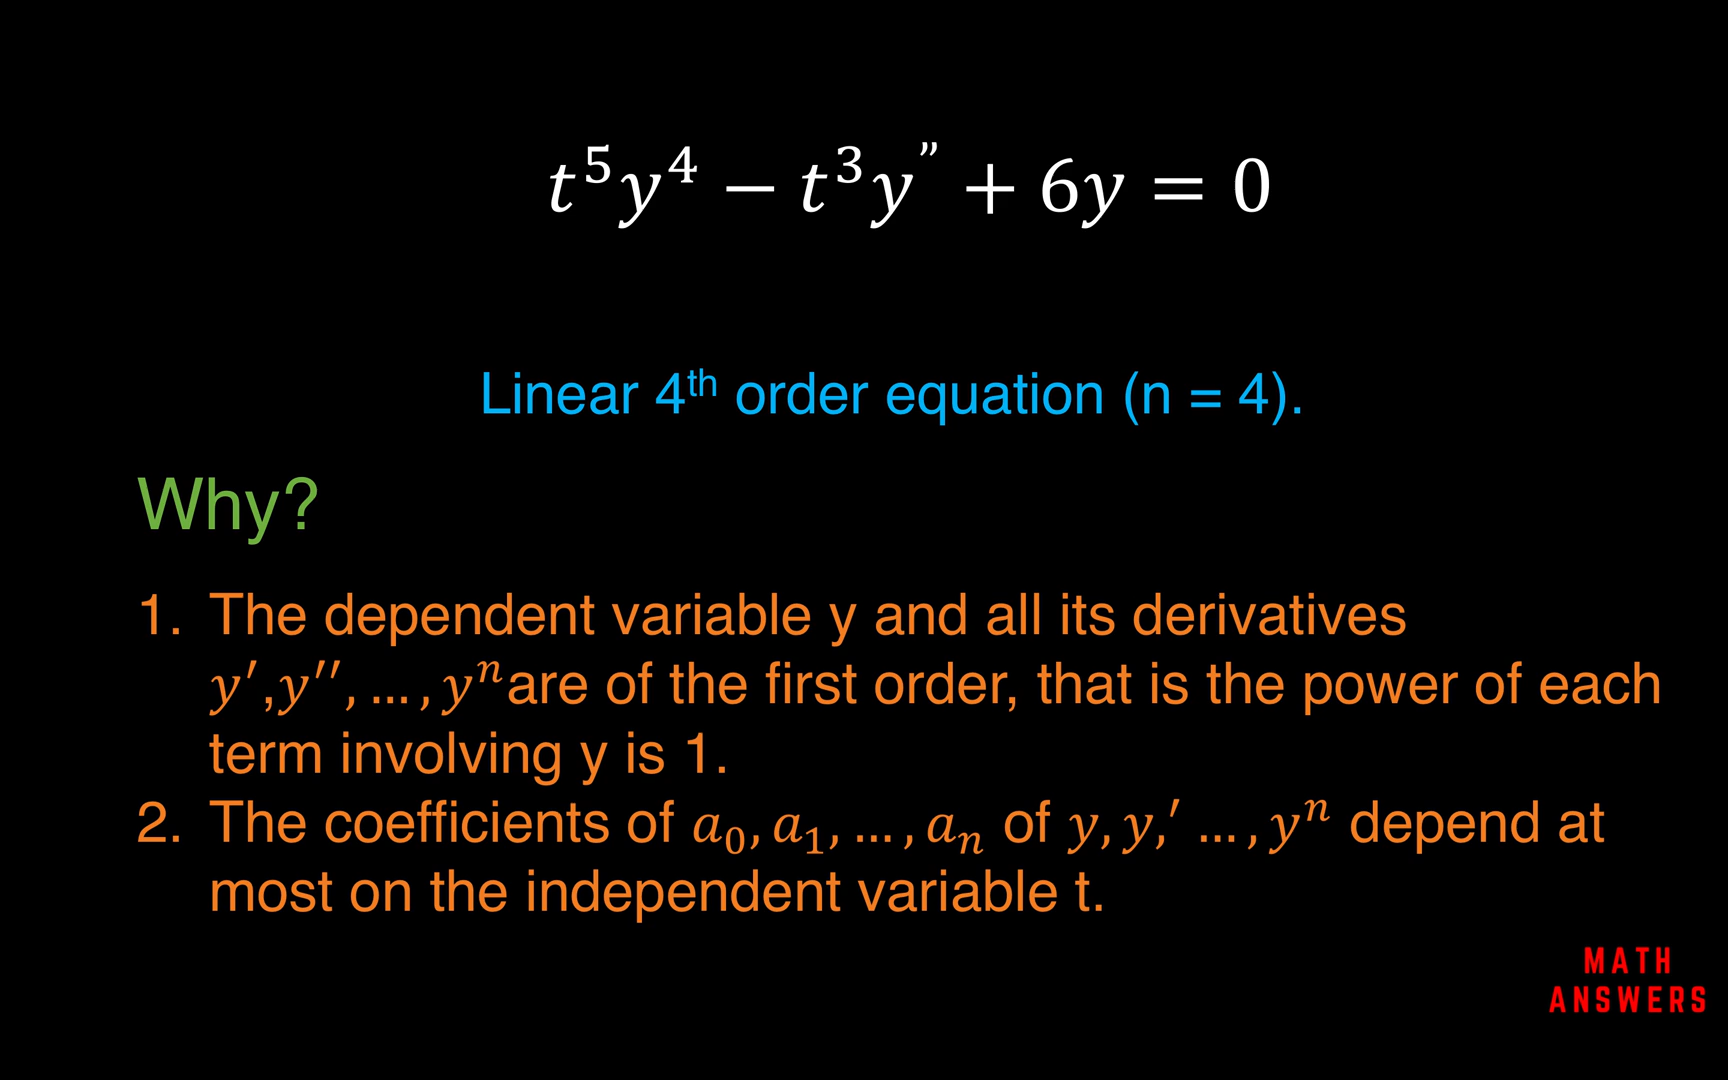 t⁵y⁴ − t³y” + 6y = 0
Linear 4ᵗʰ order equation (n = 4).
Why?
1. The dependent variable y and all its derivatives
y′,y′′, … , yⁿare of the first order, that is the power of each
term involving y is 1.
2. The coefficients of a₀, a₁, … , aₙ of y, y,′ … , yⁿ depend at
most on the independent variable t.
MATH
ANSWERS